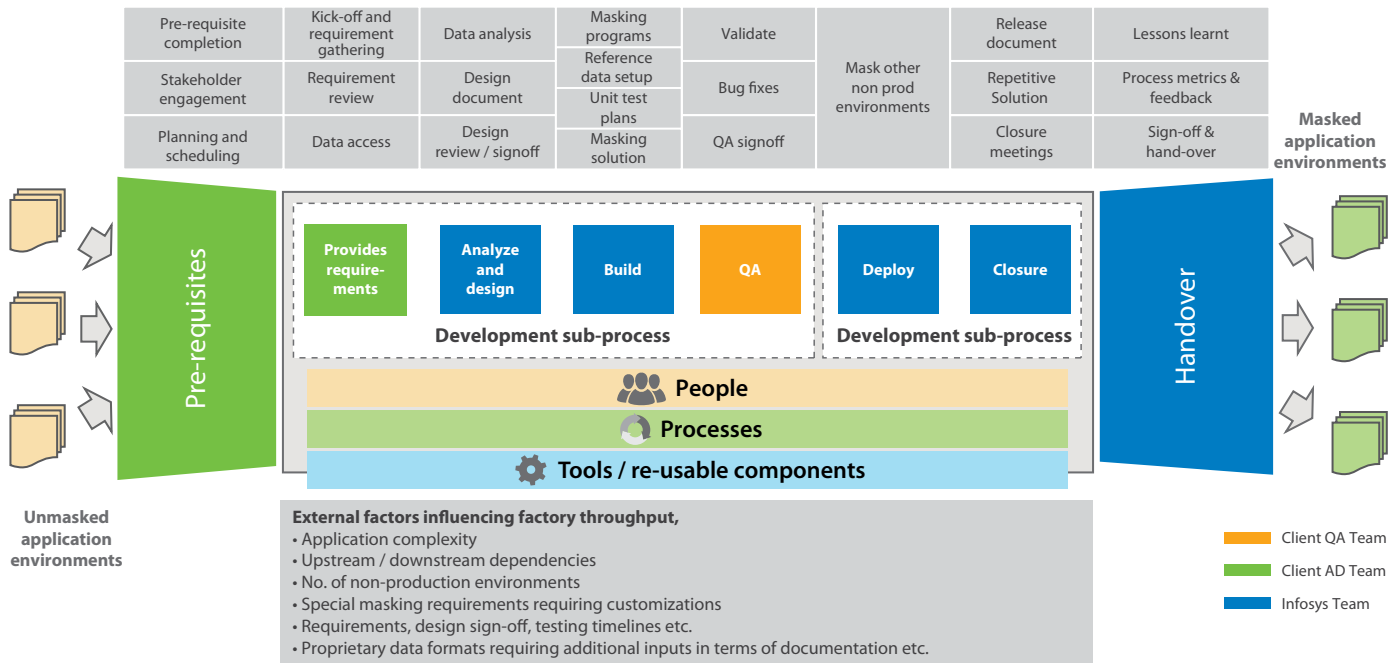 Pre-requisite
completion
Stakeholder
engagement
Planning and
scheduling
Kick-off and
requirement
gathering
Requirement
review
Data access
Data analysis
Design
document
Design
review / signoff
Masking
programs
Reference
data setup
Unit test
plans
Masking
solution
Validate
Bug fixes
QA signoff
Mask other
non prod
environments
Release
document
Repetitive
Solution
Closure
meetings
Lessons learnt
Process metrics &
feedback
Sign-off &
hand-over
Masked
application
environments
Pre-requisites
Provides
require-
ments
Analyze
and
design
Build
QA
Development sub-process
Deploy
Closure
Development sub-process
Handover
People
Processes
Tools / re-usable components
Unmasked
application
environments
External factors influencing factory throughput,
• Application complexity
• Upstream / downstream dependencies
• No. of non-production environments
• Special masking requirements requiring customizations
• Requirements, design sign-off, testing timelines etc.
• Proprietary data formats requiring additional inputs in terms of documentation etc.
Client QA Team
Client AD Team
Infosys Team